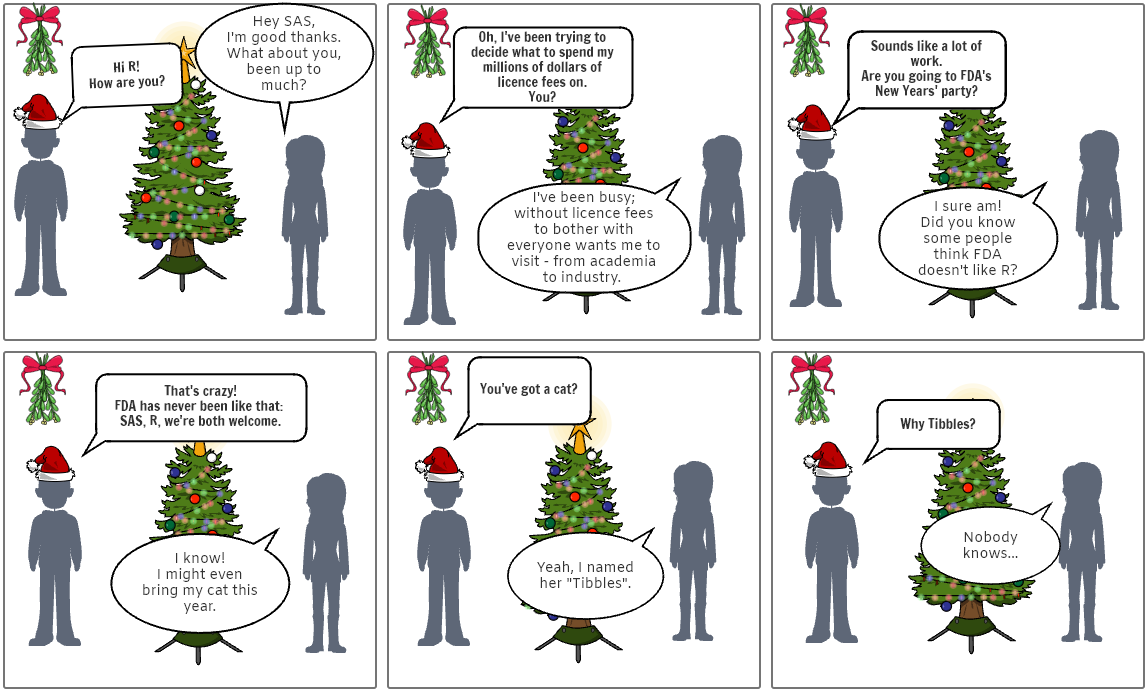 Hi R!
How are you?
Hey SAS,
I'm good thanks.
What about you,
been up to
much?
Oh, I've been trying to
decide what to spend my
millions of dollars of
licence fees on.
You?
I've been busy;
without licence fees
to bother with
everyone wants me to
visit - from academia
to industry.
Sounds like a lot of
work.
Are you going to FDA's
New Years' party?
I sure am!
Did you know
some people
think FDA
doesn't like R?
That's crazy!
FDA has never been like that:
SAS, R, we're both welcome.
I know!
I might even
bring my cat this
year.
You've got a cat?
Yeah, I named
her "Tibbles".
Why Tibbles?
Nobody
knows...